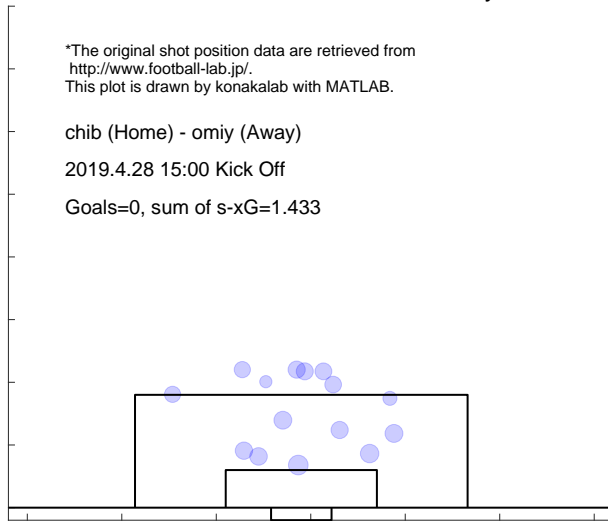 *The original shot position data are retrieved from
http://www.football-lab.jp/.
This plot is drawn by konakalab with MATLAB.
chib (Home) - omiy (Away)
2019.4.28 15:00 Kick Off
Goals=0, sum of s-xG=1.433